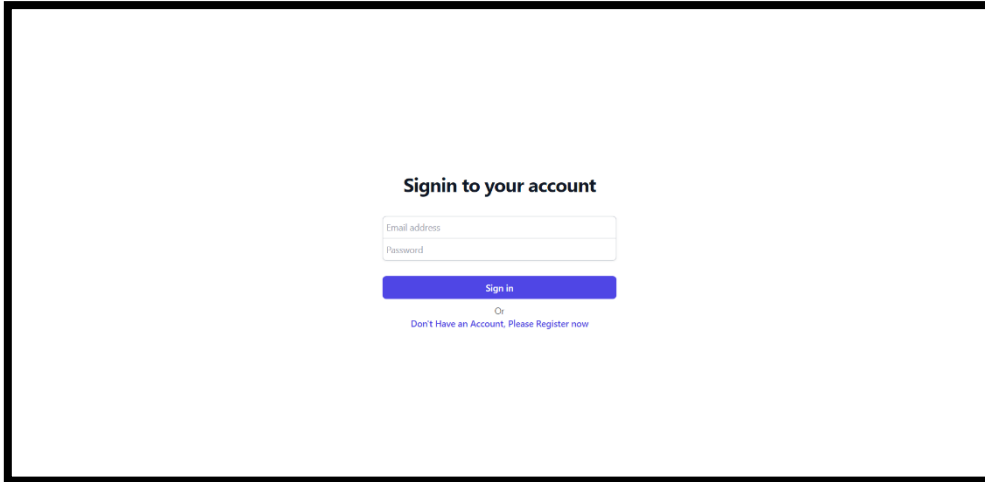 Signin to your account
Email address
Password
Sign in
Or
Don't Have an Account, Please Register now